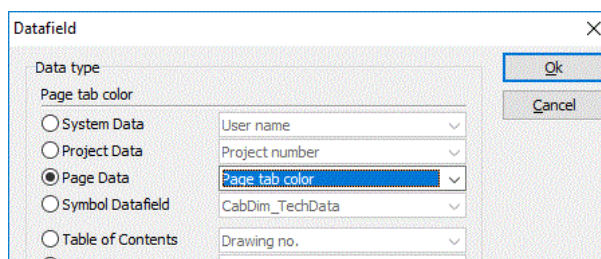 Datafield
Data type
Ok
Page tab color
Cancel
System Data User name
Project Data Project number
Page Data Page tab color
Symbol Datafield CabDim_TechData
Table of Contents Drawing no.